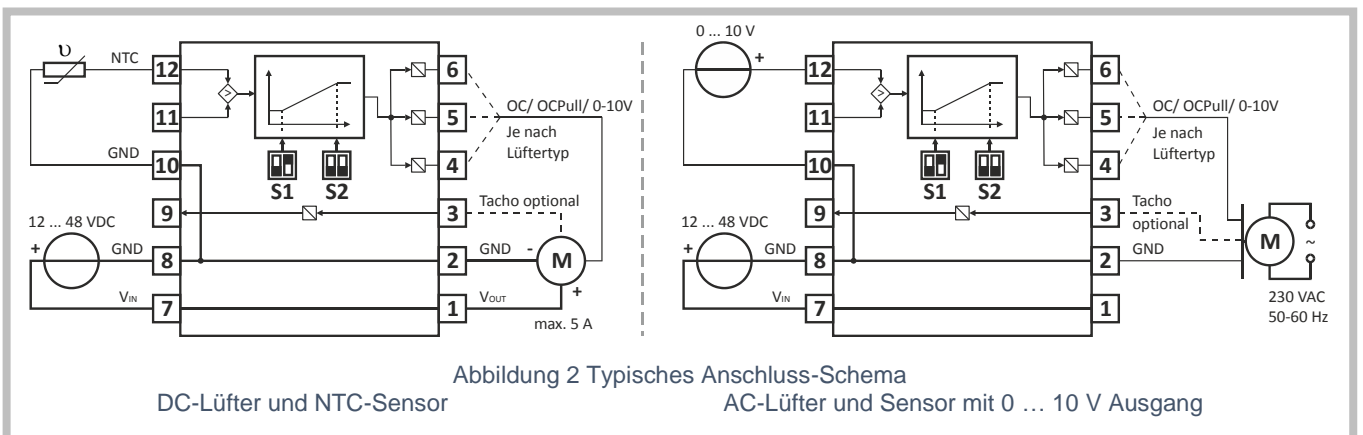 υ
NTC
12
11
GND
10
9
12 ... 48 VDC
+
GND
8
VIN
7
>
S1
S2
6
5
4
OC/ OCPull/ 0-10V
Je nach
Lüftertyp
3
Tacho optional
2
GND
-
M
+
1
VOUT
max. 5 A
0 ... 10 V
+
12
11
10
9
12 ... 48 VDC
+
GND
8
VIN
7
>
S1
S2
6
5
4
OC/ OCPull/ 0-10V
Je nach
Lüftertyp
3
Tacho
optional
2
GND
1
M
~
230 VAC
50-60 Hz
Abbildung 2 Typisches Anschluss-Schema
DC-Lüfter und NTC-Sensor
AC-Lüfter und Sensor mit 0 … 10 V Ausgang